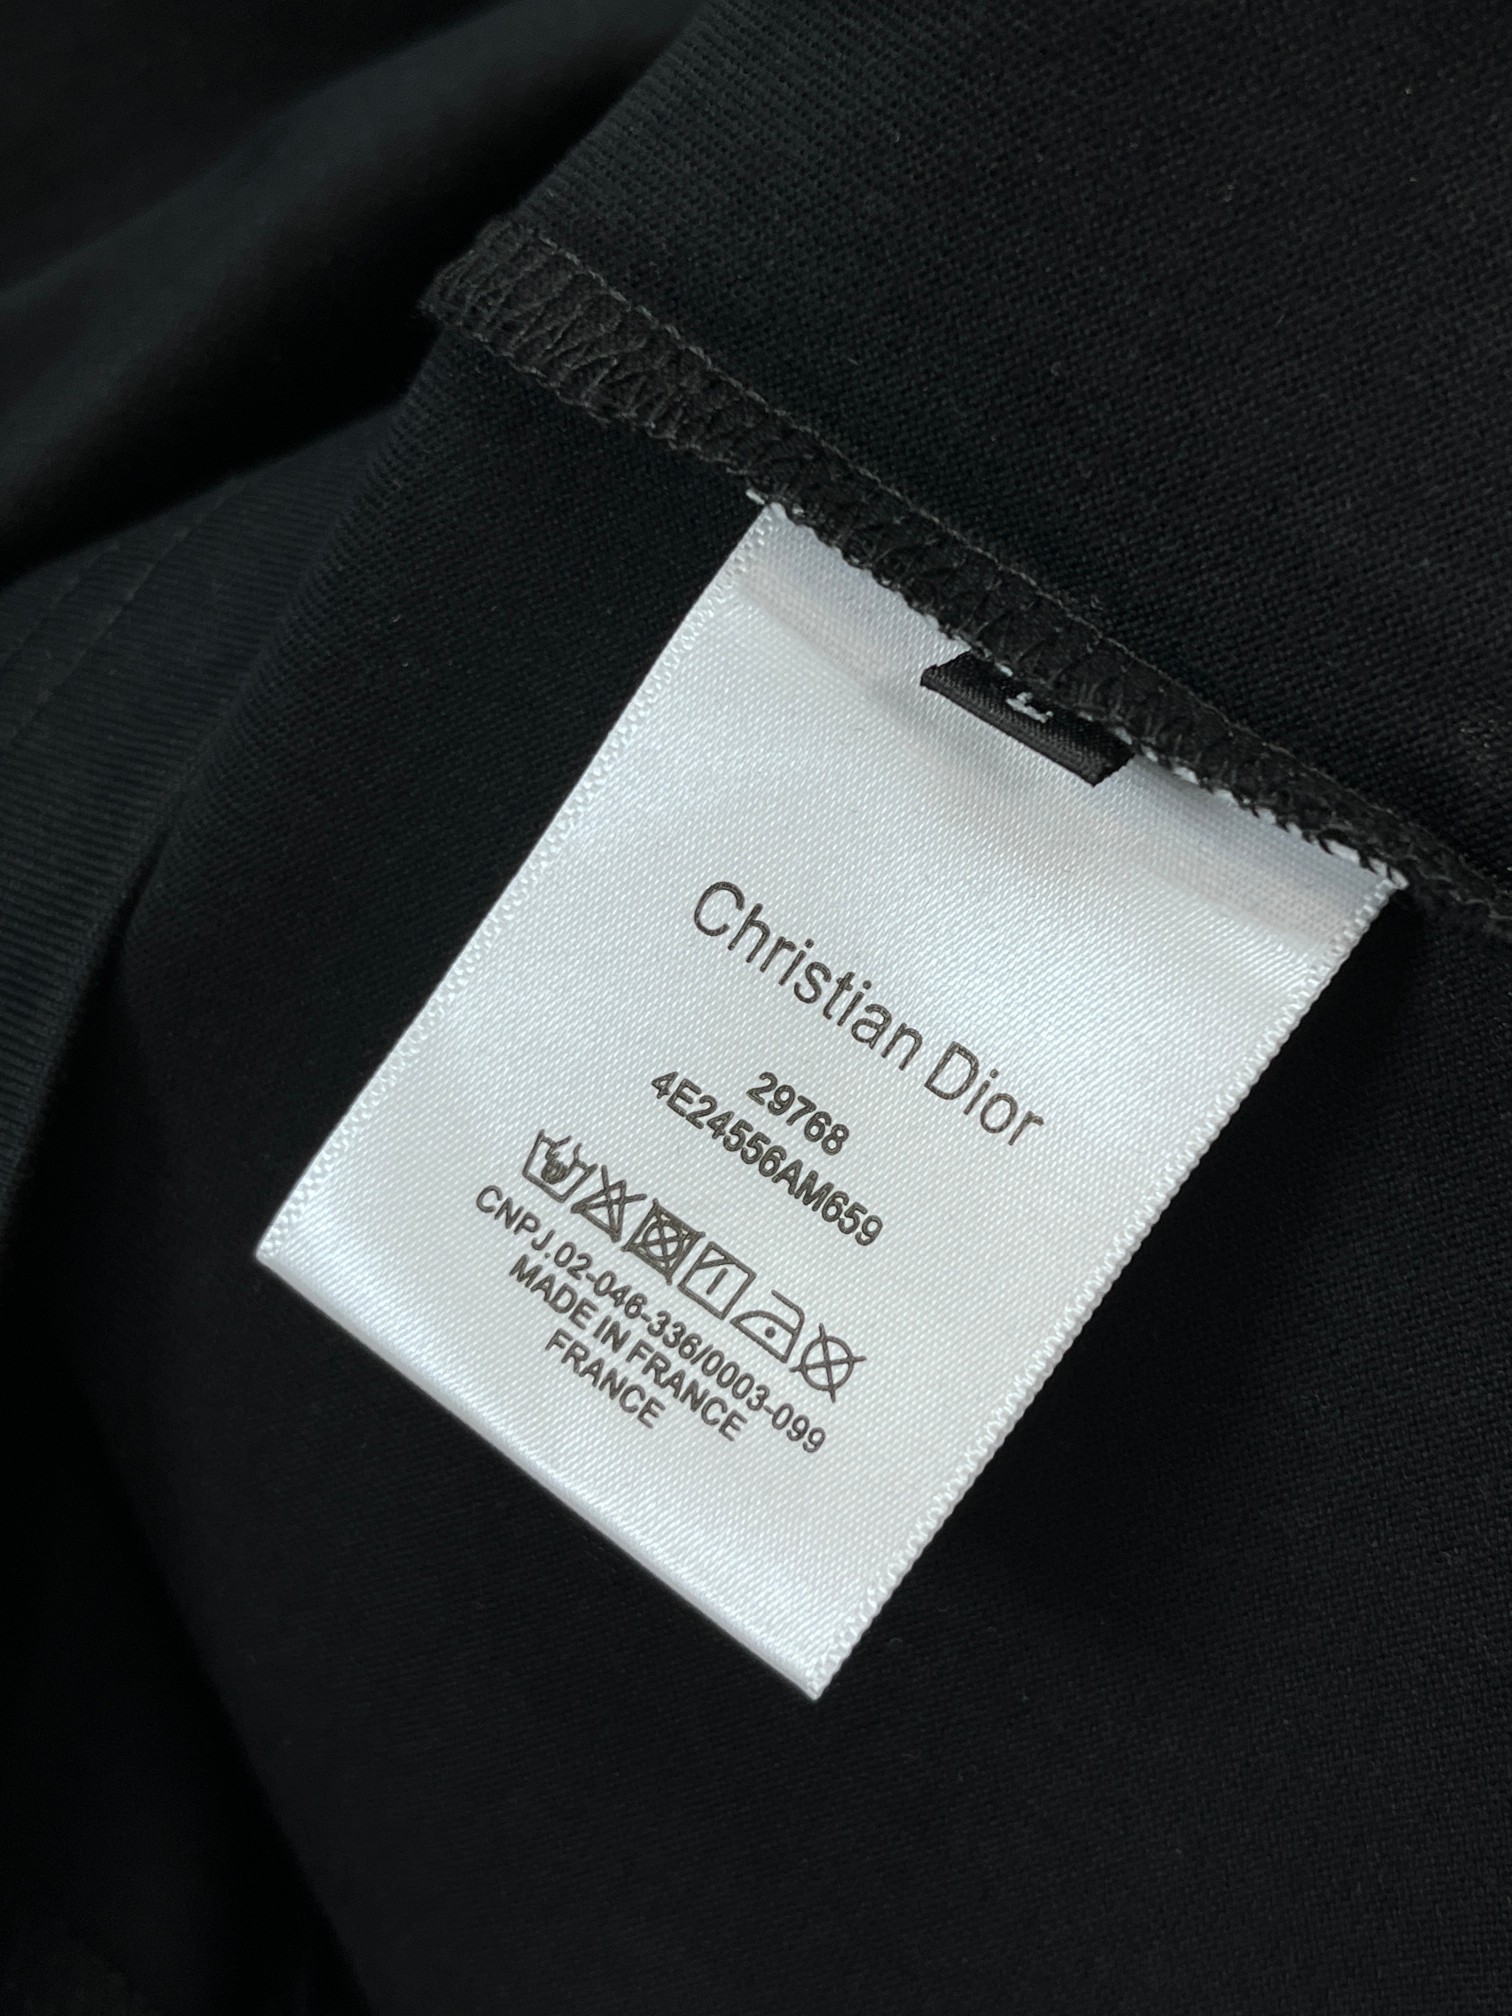 L
Christian Dior
29768
4E24556AM659
CNPJ.02-046-336/0003-099
MADE IN FRANCE
FRANCE